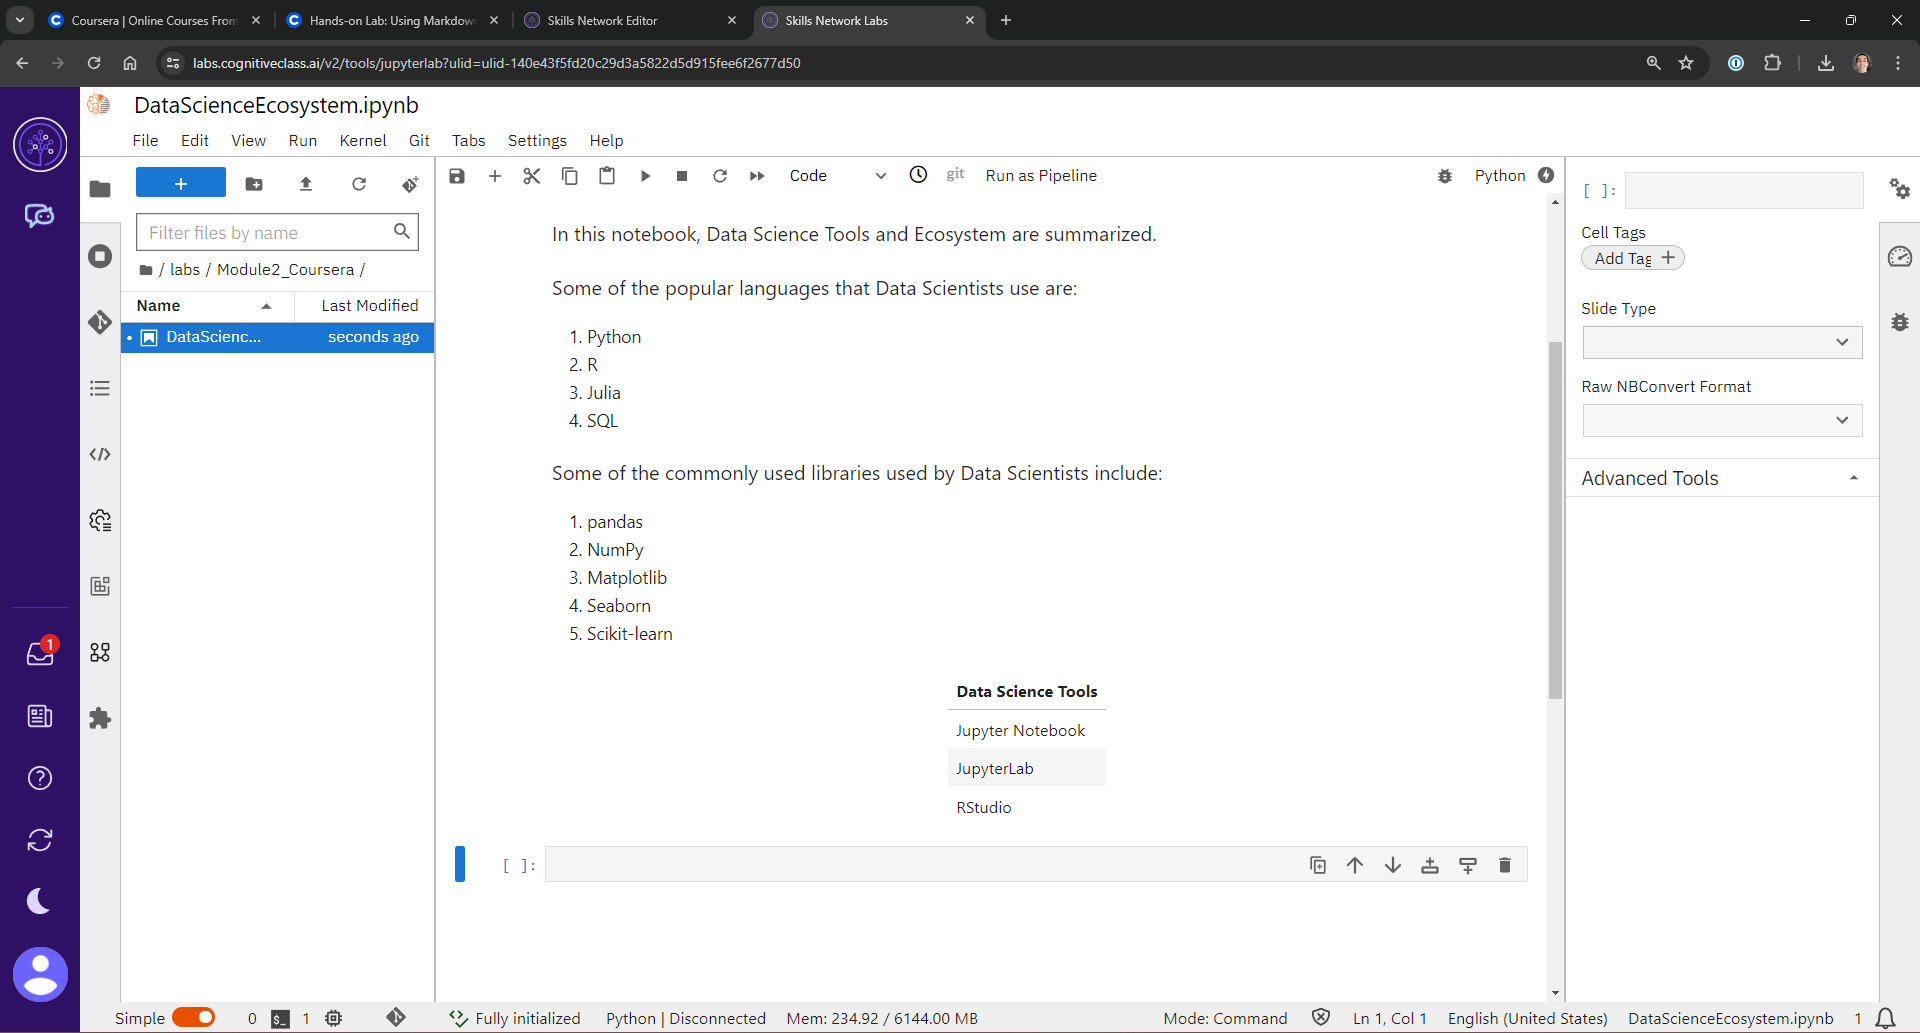 Coursera | Online Courses From
Hands-on Lab: Using Markdown
Skills Network Editor
Skills Network Labs
labs.cognitiveclass.ai/v2/tools/jupyterlab?ulid=ulid-140e43f5fd20c29d3a5822d5d915fee6f2677d50
DataScienceEcosystem.ipynb
File Edit View Run Kernel Git Tabs Settings Help
Code git Run as Pipeline Python
Filter files by name
/ labs / Module2_Coursera /
Name Last Modified
DataScienc... seconds ago
In this notebook, Data Science Tools and Ecosystem are summarized.
Some of the popular languages that Data Scientists use are:
1. Python
2. R
3. Julia
4. SQL
Some of the commonly used libraries used by Data Scientists include:
1. pandas
2. NumPy
3. Matplotlib
4. Seaborn
5. Scikit-learn
Data Science Tools
Jupyter Notebook
JupyterLab
RStudio
[ ]:
[ ]:
Cell Tags
Add Tag
Slide Type
Raw NBConvert Format
Advanced Tools
1
Simple 0 $_ 1 Fully initialized Python | Disconnected Mem: 234.92 / 6144.00 MB Mode: Command Ln 1, Col 1 English (United States) DataScienceEcosystem.ipynb 1